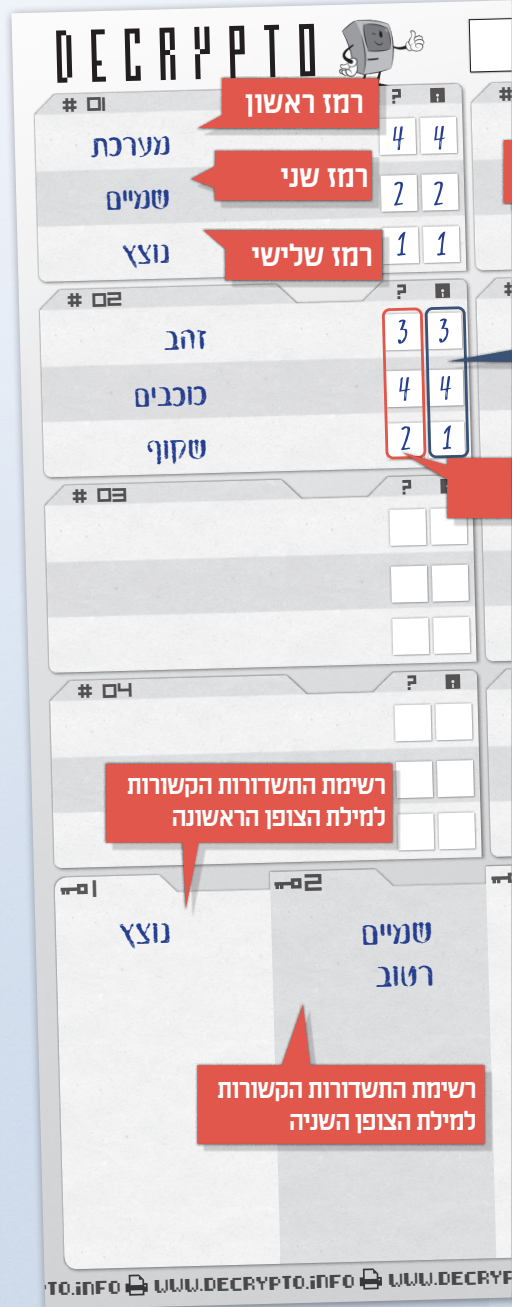 DECRYPTO
# 01
? 
#
רמז ראשון
מערכת
4 4
רמז שני
שמיים
2 2
רמז שלישי
נוצץ
1 1
# 02
?
#
זהב
3 3
כוכבים
4 4
שקוף
2 1
# 03
?
# 04
?
רשימת התשדורות הקשורות
למילת הצופן הראשונה
1
2
נוצץ
שמיים
רטוב
רשימת התשדורות הקשורות
למילת הצופן השניה
TO.INFO WWW.DECRYPTO.INFO WWW.DECRYP